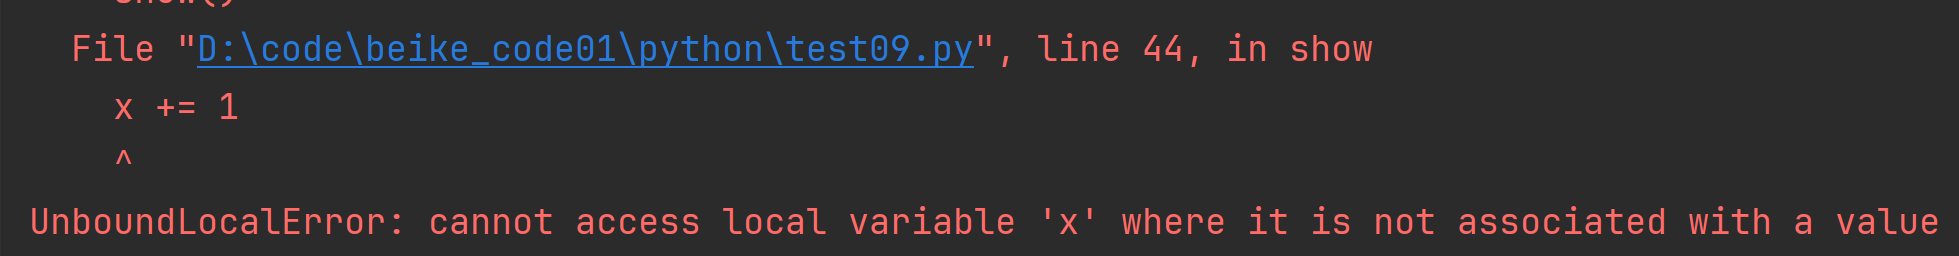 File "D:\code\beike_code01\python\test09.py", line 44, in show
x += 1
^
UnboundLocalError: cannot access local variable 'x' where it is not associated with a value